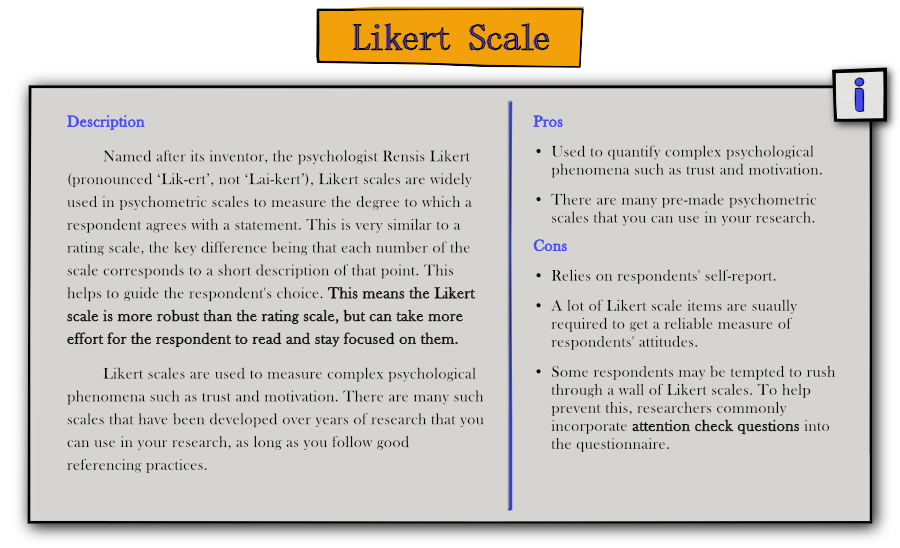 Likert Scale
i
Description
Named after its inventor, the psychologist Rensis Likert
(pronounced ‘Lik-ert’, not ‘Lai-kert’), Likert scales are widely
used in psychometric scales to measure the degree to which a
respondent agrees with a statement. This is very similar to a
rating scale, the key difference being that each number of the
scale corresponds to a short description of that point. This
helps to guide the respondent's choice. This means the Likert
scale is more robust than the rating scale, but can take more
effort for the respondent to read and stay focused on them.
Likert scales are used to measure complex psychological
phenomena such as trust and motivation. There are many such
scales that have been developed over years of research that you
can use in your research, as long as you follow good
referencing practices.
Pros
• Used to quantify complex psychological
phenomena such as trust and motivation.
• There are many pre-made psychometric
scales that you can use in your research.
Cons
• Relies on respondents' self-report.
• A lot of Likert scale items are suaully
required to get a reliable measure of
respondents' attitudes.
• Some respondents may be tempted to rush
through a wall of Likert scales. To help
prevent this, researchers commonly
incorporate attention check questions into
the questionnaire.